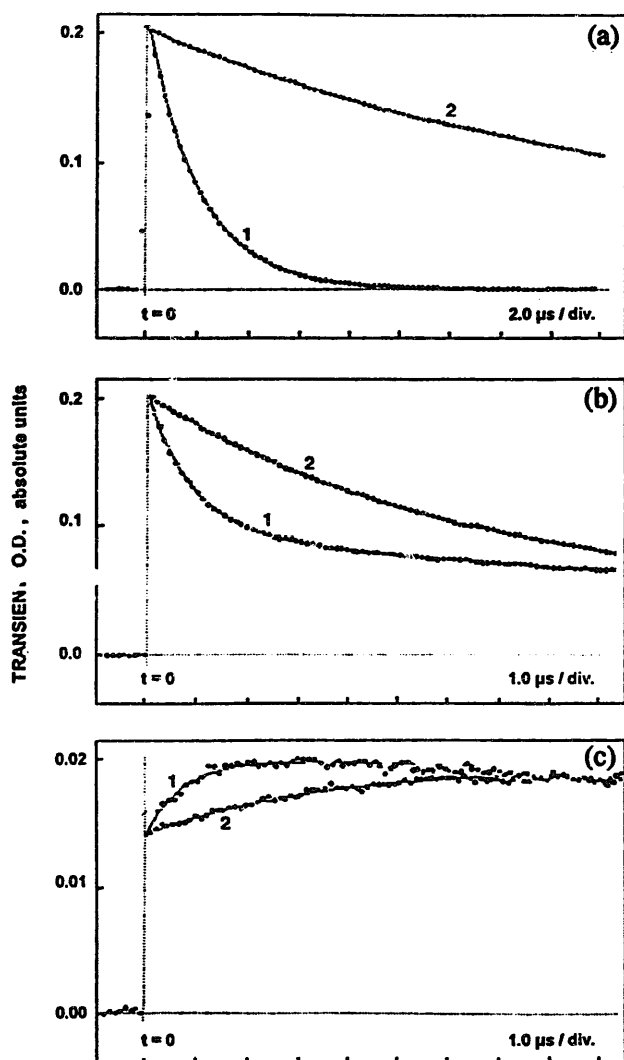 (a)
0.2
2
0.1
1
0.0
t = 0
2.0 µs / div.
(b)
0.2
2
0.1
1
0.0
t = 0
1.0 µs / div.
TRANSIEN. O.D., absolute units
(c)
0.02
1
2
0.01
0.00
t = 0
1.0 µs / div.